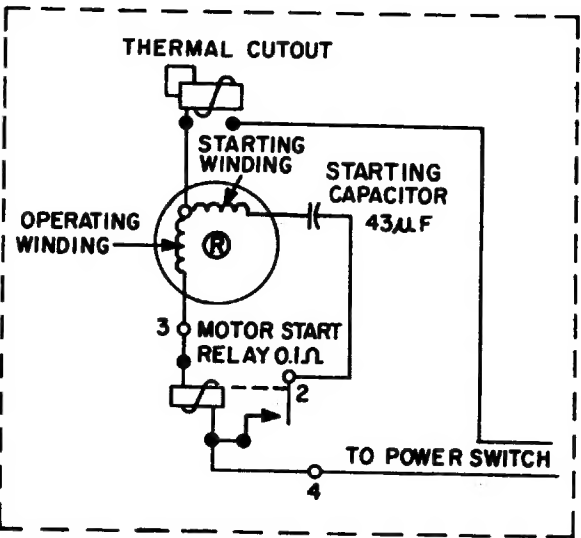 THERMAL CUTOUT
STARTING
WINDING
STARTING
CAPACITOR
43µF
OPERATING
WINDING
R
3
MOTOR START
RELAY 0.1Ω
2
TO POWER SWITCH
4